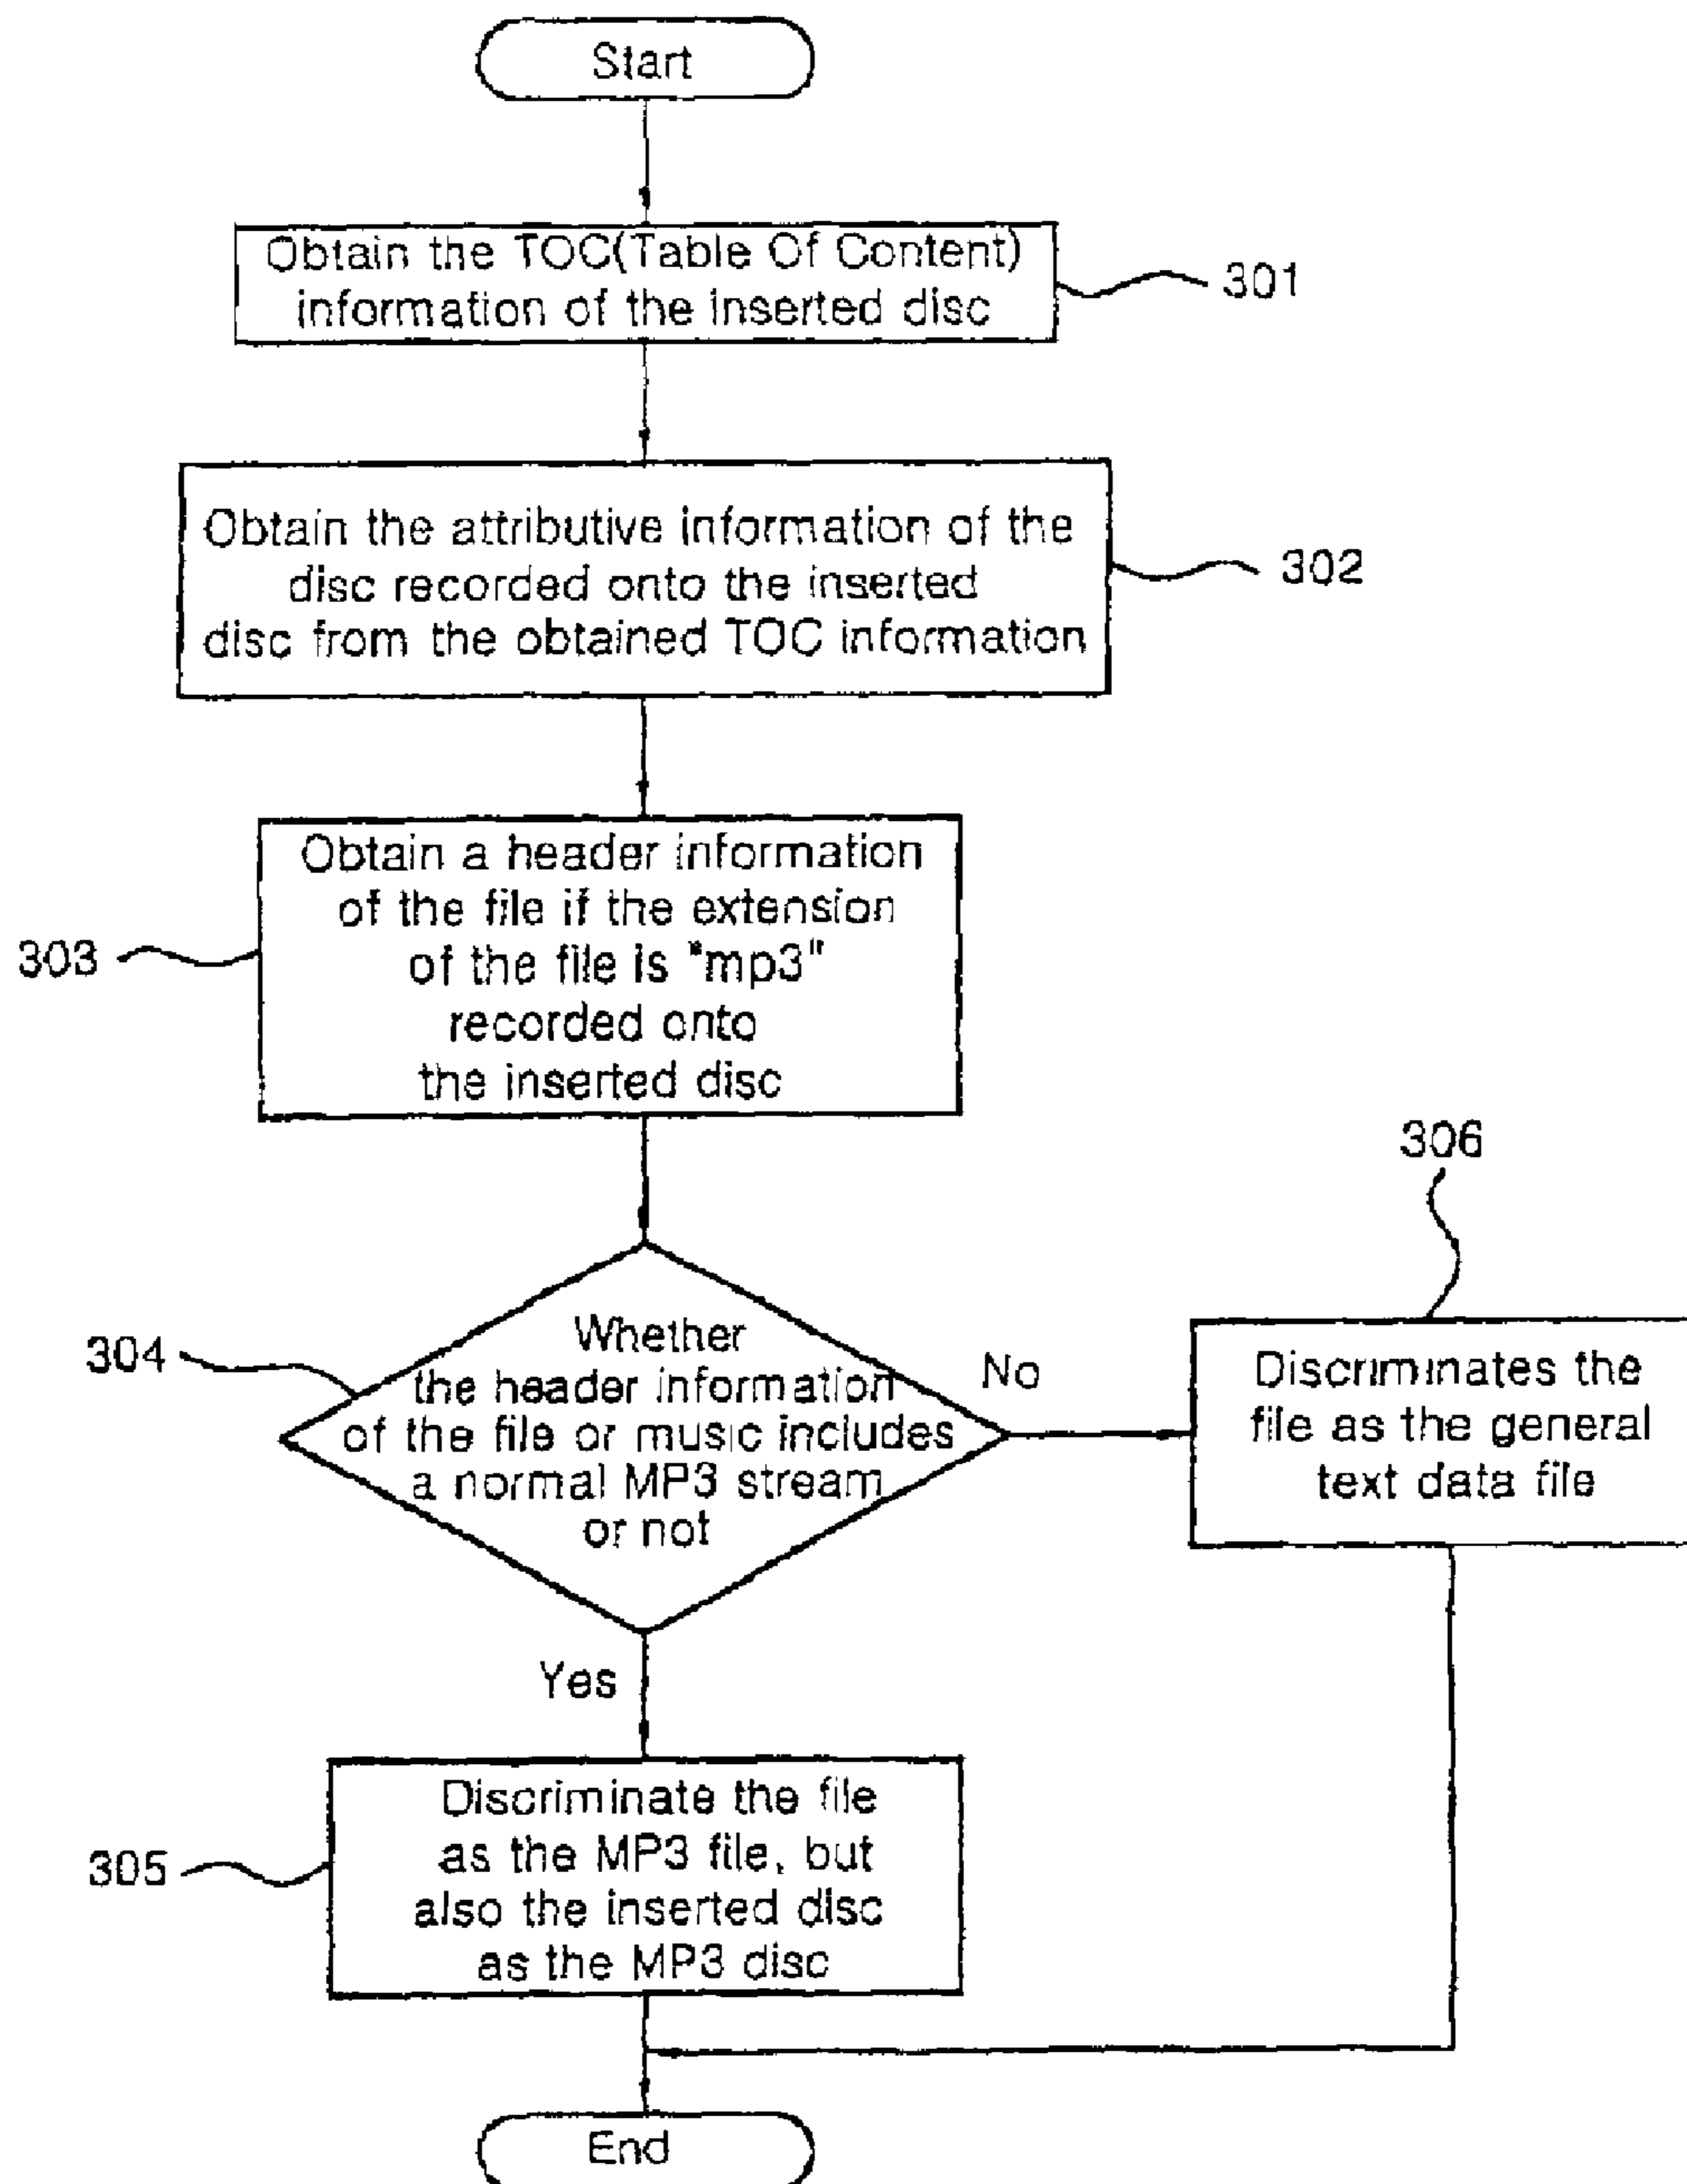 Start
Obtain the TOC(Table Of Content)
information of the inserted disc
301
Obtain the attributive information of the
disc recorded onto the inserted
disc from the obtained TOC information
302
Obtain a header information
of the file if the extension
of the file is "mp3"
recorded onto
the inserted disc
303
306
304
Whether
the header information
of the file or music includes
a normal MP3 stream
or not
No
Discriminates the
file as the general
text data file
Yes
Discriminate the file
as the MP3 file, but
also the inserted disc
as the MP3 disc
305
End